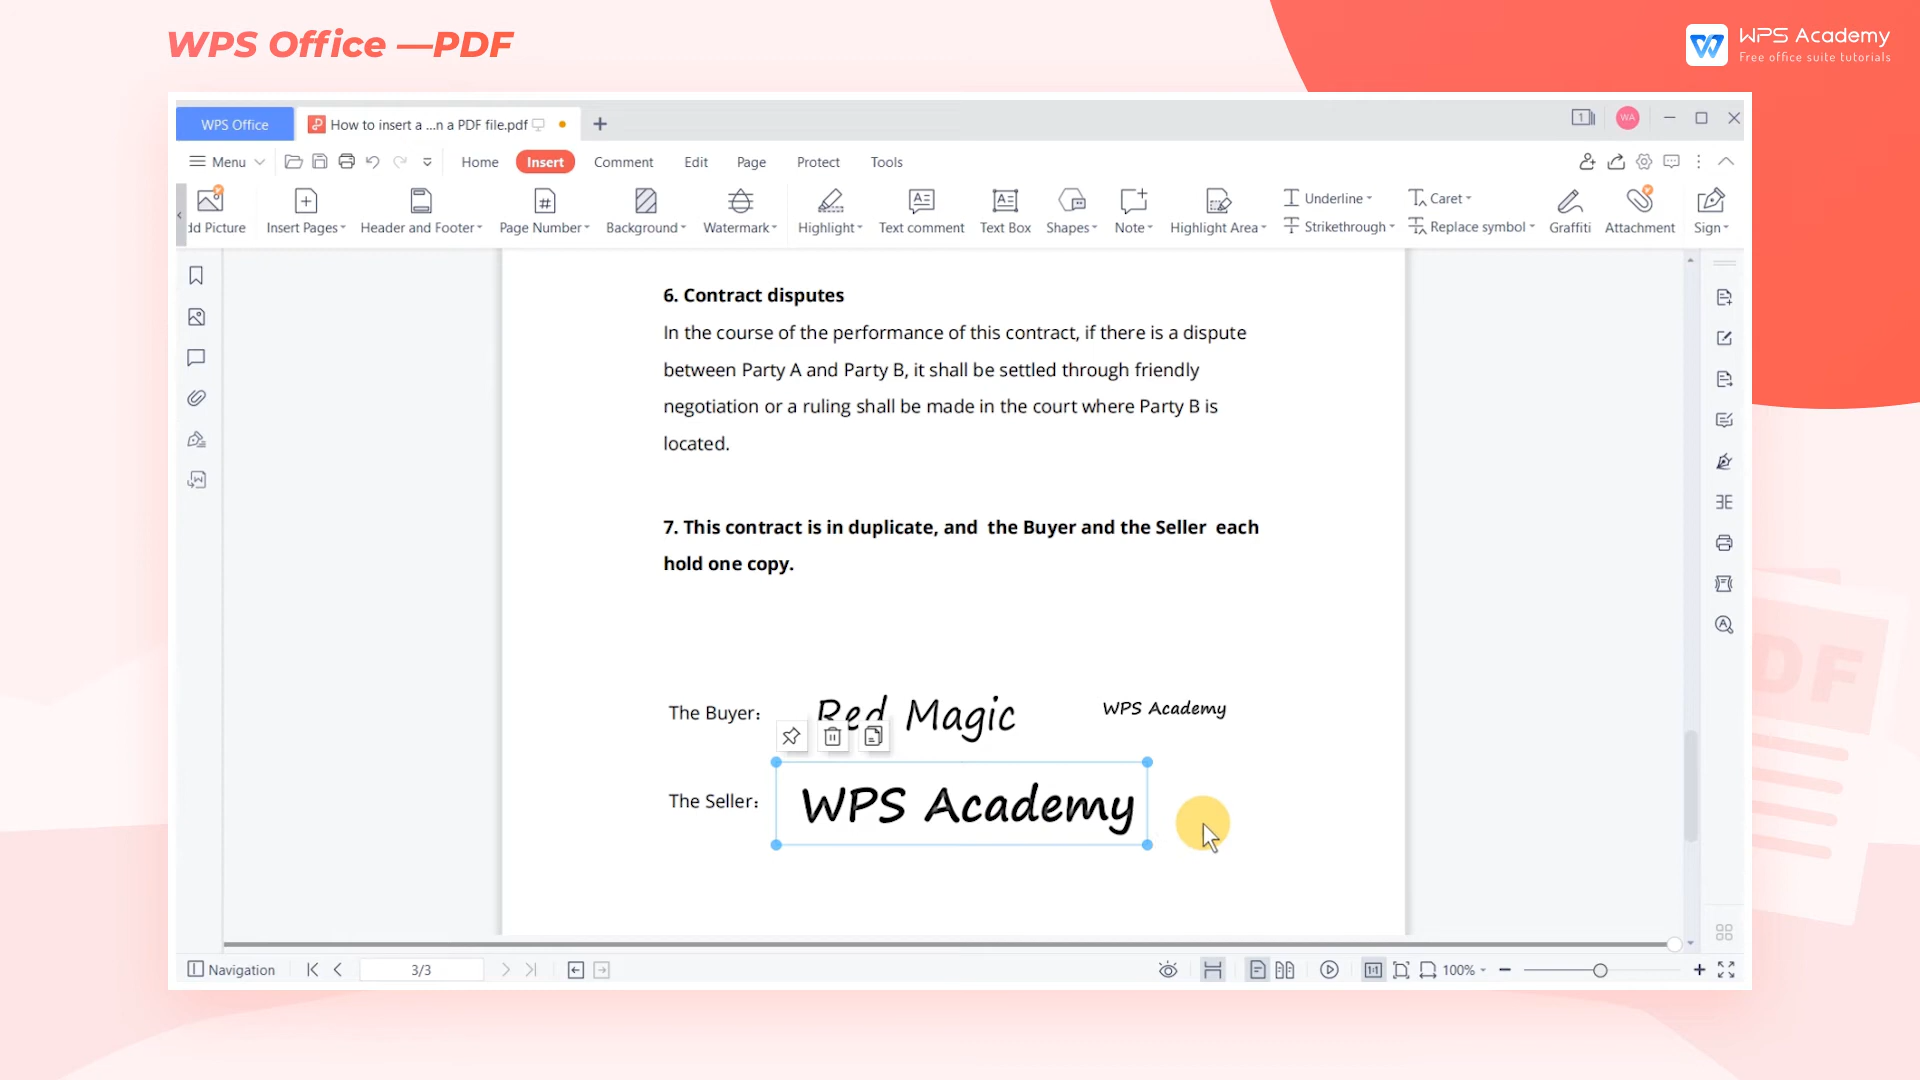 WPS Office —PDF
WPS Academy
Free office suite tutorials
WPS Office
How to insert a ...n a PDF file.pdf
1
WA
Menu
Home
Insert
Comment
Edit
Page
Protect
Tools
dd Picture
Insert Pages
Header and Footer
Page Number
Background
Watermark
Highlight
Text comment
Text Box
Shapes
Note
Highlight Area
Underline
Strikethrough
Caret
Replace symbol
Graffiti
Attachment
Sign
6. Contract disputes
In the course of the performance of this contract, if there is a dispute
between Party A and Party B, it shall be settled through friendly
negotiation or a ruling shall be made in the court where Party B is
located.
7. This contract is in duplicate, and the Buyer and the Seller each
hold one copy.
The Buyer:
Red Magic
WPS Academy
The Seller:
WPS Academy
Navigation
3/3
100%